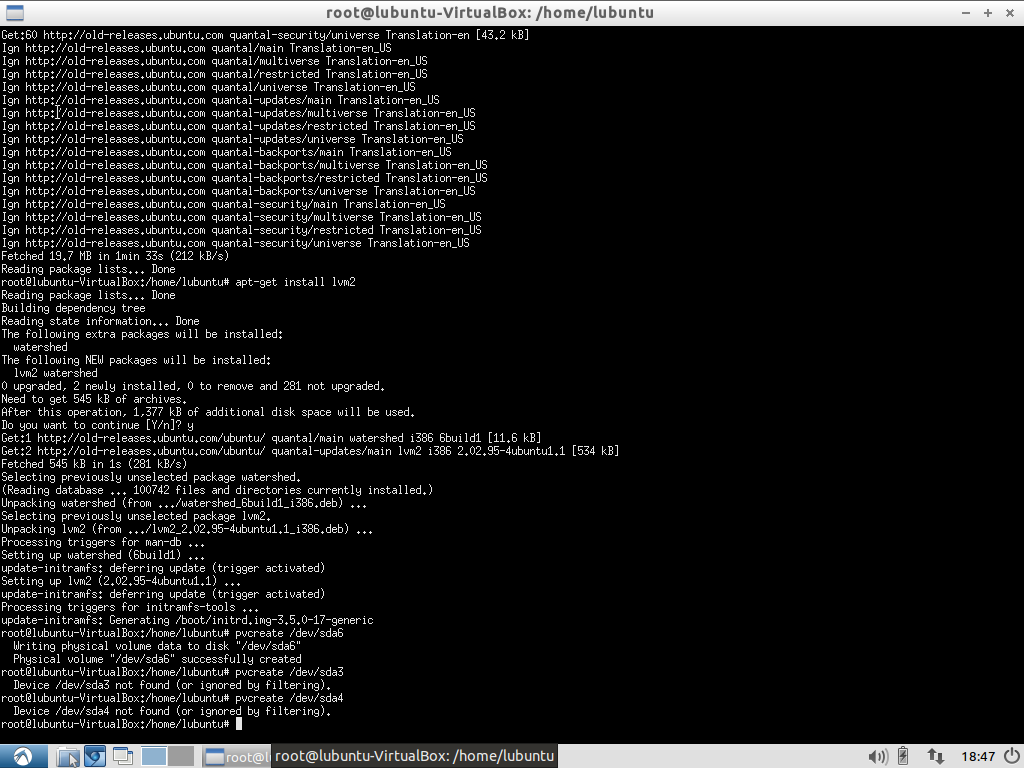 root@lubuntu-VirtualBox: /home/lubuntu
Get:60 http://old-releases.ubuntu.com quantal-security/universe Translation-en [43.2 kB]
Ign http://old-releases.ubuntu.com quantal/main Translation-en_US
Ign http://old-releases.ubuntu.com quantal/multiverse Translation-en_US
Ign http://old-releases.ubuntu.com quantal/restricted Translation-en_US
Ign http://old-releases.ubuntu.com quantal/universe Translation-en_US
Ign http://old-releases.ubuntu.com quantal-updates/main Translation-en_US
Ign http://old-releases.ubuntu.com quantal-updates/multiverse Translation-en_US
Ign http://old-releases.ubuntu.com quantal-updates/restricted Translation-en_US
Ign http://old-releases.ubuntu.com quantal-updates/universe Translation-en_US
Ign http://old-releases.ubuntu.com quantal-backports/main Translation-en_US
Ign http://old-releases.ubuntu.com quantal-backports/multiverse Translation-en_US
Ign http://old-releases.ubuntu.com quantal-backports/restricted Translation-en_US
Ign http://old-releases.ubuntu.com quantal-backports/universe Translation-en_US
Ign http://old-releases.ubuntu.com quantal-security/main Translation-en_US
Ign http://old-releases.ubuntu.com quantal-security/multiverse Translation-en_US
Ign http://old-releases.ubuntu.com quantal-security/restricted Translation-en_US
Ign http://old-releases.ubuntu.com quantal-security/universe Translation-en_US
Fetched 19.7 MB in 1min 33s (212 kB/s)
Reading package lists... Done
root@lubuntu-VirtualBox:/home/lubuntu# apt-get install lvm2
Reading package lists... Done
Building dependency tree
Reading state information... Done
The following extra packages will be installed:
  watershed
The following NEW packages will be installed:
  lvm2 watershed
0 upgraded, 2 newly installed, 0 to remove and 281 not upgraded.
Need to get 545 kB of archives.
After this operation, 1,377 kB of additional disk space will be used.
Do you want to continue [Y/n]? y
Get:1 http://old-releases.ubuntu.com/ubuntu/ quantal/main watershed i386 6build1 [11.6 kB]
Get:2 http://old-releases.ubuntu.com/ubuntu/ quantal-updates/main lvm2 i386 2.02.95-4ubuntu1.1 [534 kB]
Fetched 545 kB in 1s (281 kB/s)
Selecting previously unselected package watershed.
(Reading database ... 100742 files and directories currently installed.)
Unpacking watershed (from .../watershed_6build1_i386.deb) ...
Selecting previously unselected package lvm2.
Unpacking lvm2 (from .../lvm2_2.02.95-4ubuntu1.1_i386.deb) ...
Processing triggers for man-db ...
Setting up watershed (6build1) ...
update-initramfs: deferring update (trigger activated)
Setting up lvm2 (2.02.95-4ubuntu1.1) ...
update-initramfs: deferring update (trigger activated)
Processing triggers for initramfs-tools ...
update-initramfs: Generating /boot/initrd.img-3.5.0-17-generic
root@lubuntu-VirtualBox:/home/lubuntu# pvcreate /dev/sda6
  Writing physical volume data to disk "/dev/sda6"
  Physical volume "/dev/sda6" successfully created
root@lubuntu-VirtualBox:/home/lubuntu# pvcreate /dev/sda3
  Device /dev/sda3 not found (or ignored by filtering).
root@lubuntu-VirtualBox:/home/lubuntu# pvcreate /dev/sda4
  Device /dev/sda4 not found (or ignored by filtering).
root@lubuntu-VirtualBox:/home/lubuntu#
root@l root@lubuntu-VirtualBox: /home/lubuntu 18:47